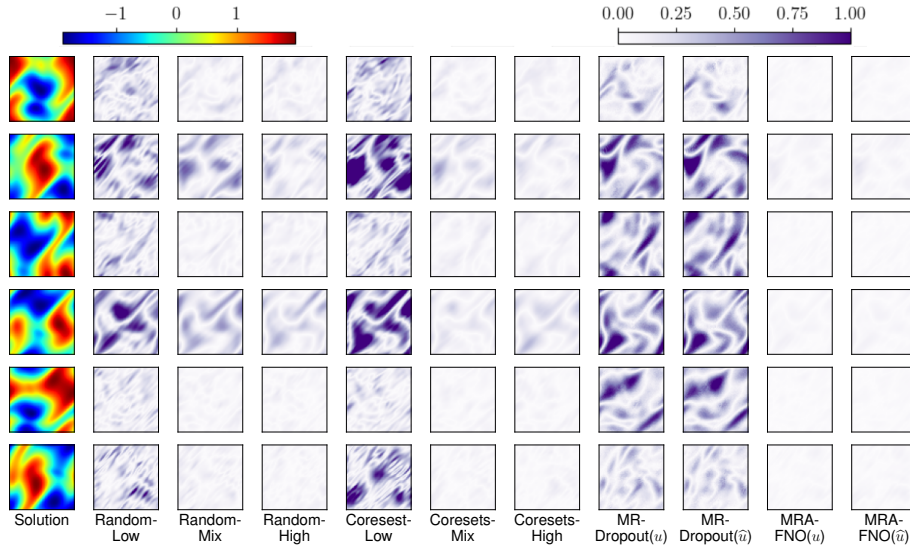 −1 0 1
0.00 0.25 0.50 0.75 1.00
Solution Random- Random- Random- Coresest- Coresets- Coresets- MR- MR- MRA- MRA-
Low Mix High Low Mix High Dropout(u) Dropout(û) FNO(u) FNO(û)